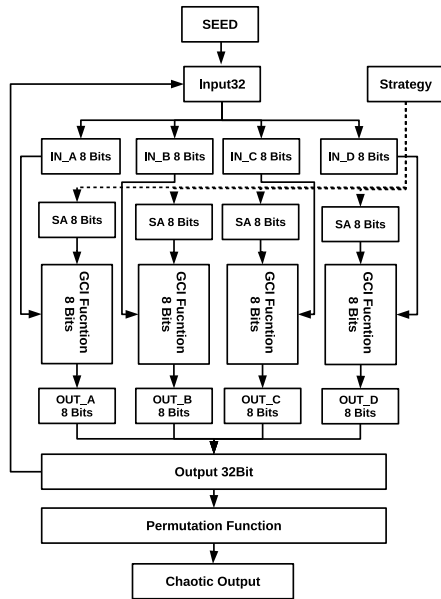 SEED
Input32
Strategy
IN_A 8 Bits
IN_B 8 Bits
IN_C 8 Bits
IN_D 8 Bits
SA 8 Bits
SA 8 Bits
SA 8 Bits
SA 8 Bits
GCI Fucntion
8 Bits
GCI Fucntion
8 Bits
GCI Fucntion
8 Bits
GCI Fucntion
8 Bits
OUT_A
8 Bits
OUT_B
8 Bits
OUT_C
8 Bits
OUT_D
8 Bits
Output 32Bit
Permutation Function
Chaotic Output